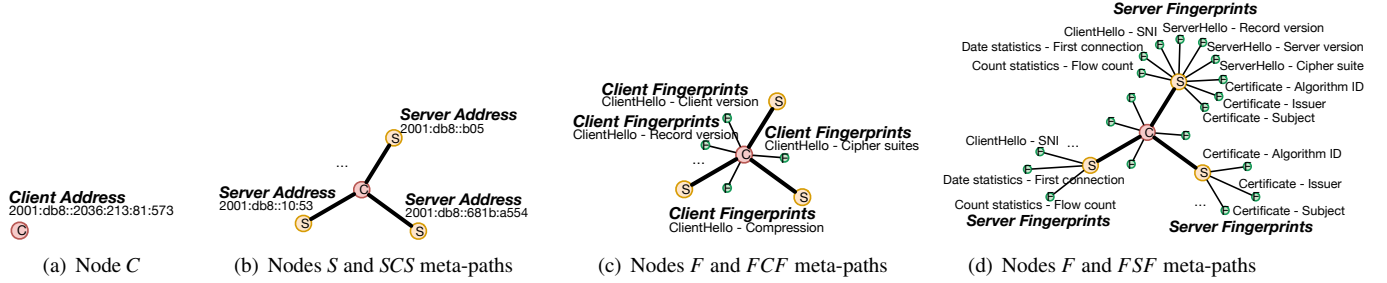 Client Address
2001:db8::2036:213:81:573
C
(a) Node C
Server Address
2001:db8::b05
S
...
C
Server Address
2001:db8::10:53
S
Server Address
2001:db8::681b:a554
S
(b) Nodes S and SCS meta-paths
Client Fingerprints
ClientHello - Client version
S
F
Client Fingerprints
ClientHello - Record version
F
Client Fingerprints
ClientHello - Cipher suites
F
C
...
F
S
S
Client Fingerprints
ClientHello - Compression
(c) Nodes F and FCF meta-paths
Server Fingerprints
ClientHello - SNI
ServerHello - Record version
Date statistics - First connection
ServerHello - Server version
Count statistics - Flow count
ServerHello - Cipher suite
Certificate - Algorithm ID
Certificate - Issuer
Certificate - Subject
F
F
F
F
F
F
F
F
F
S
F
F
F
F
C
ClientHello - SNI
...
F
F
F
S
Date statistics - First connection
Count statistics - Flow count
Server Fingerprints
Certificate - Algorithm ID
F
S
Certificate - Issuer
F
...
F
Certificate - Subject
Server Fingerprints
(d) Nodes F and FSF meta-paths